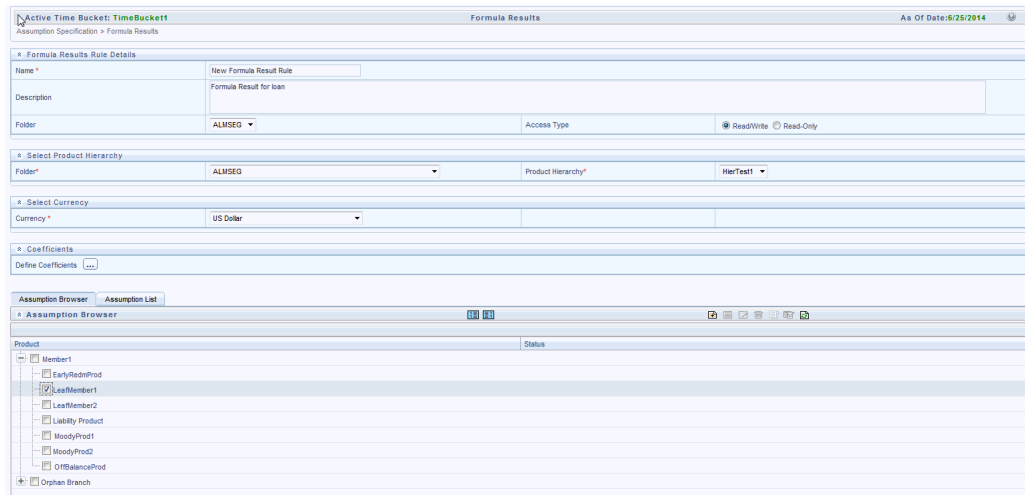 Active Time Bucket: TimeBucket1 Formula Results As Of Date:6/25/2014
Assumption Specification > Formula Results
Formula Results Rule Details
Name * New Formula Result Rule
Description Formula Result for loan
Folder ALMSEG Access Type Read/Write Read-Only
Select Product Hierarchy
Folder* ALMSEG Product Hierarchy* HierTest1
Select Currency
Currency * US Dollar
Coefficients
Define Coefficients ...
Assumption Browser Assumption List
Assumption Browser
Product Status
Member1
EarlyRedmProd
LeafMember1
LeafMember2
Liability Product
MoodyProd1
MoodyProd2
OffBalanceProd
Orphan Branch